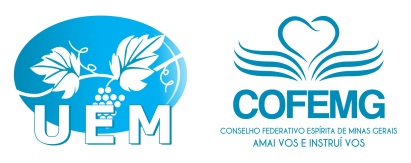 UEM
COFEMG
CONSELHO FEDERATIVO ESPÍRITA DE MINAS GERAIS
AMAI VOS E INSTRUÍ VOS